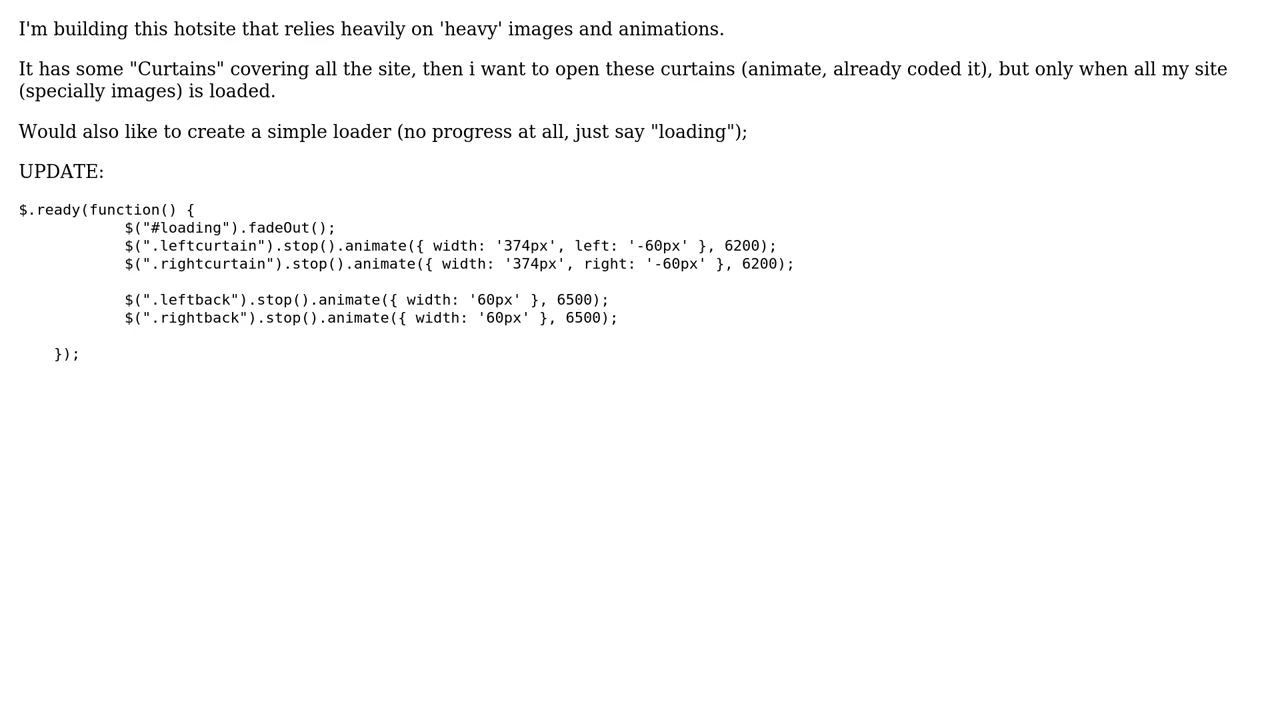 I'm building this hotsite that relies heavily on 'heavy' images and animations.
It has some "Curtains" covering all the site, then i want to open these curtains (animate, already coded it), but only when all my site
(specially images) is loaded.
Would also like to create a simple loader (no progress at all, just say "loading");
UPDATE:
$.ready(function() {
            $("#loading").fadeOut();
            $(".leftcurtain").stop().animate({ width: '374px', left: '-60px' }, 6200);
            $(".rightcurtain").stop().animate({ width: '374px', right: '-60px' }, 6200);
            $(".leftback").stop().animate({ width: '60px' }, 6500);
            $(".rightback").stop().animate({ width: '60px' }, 6500);
    });